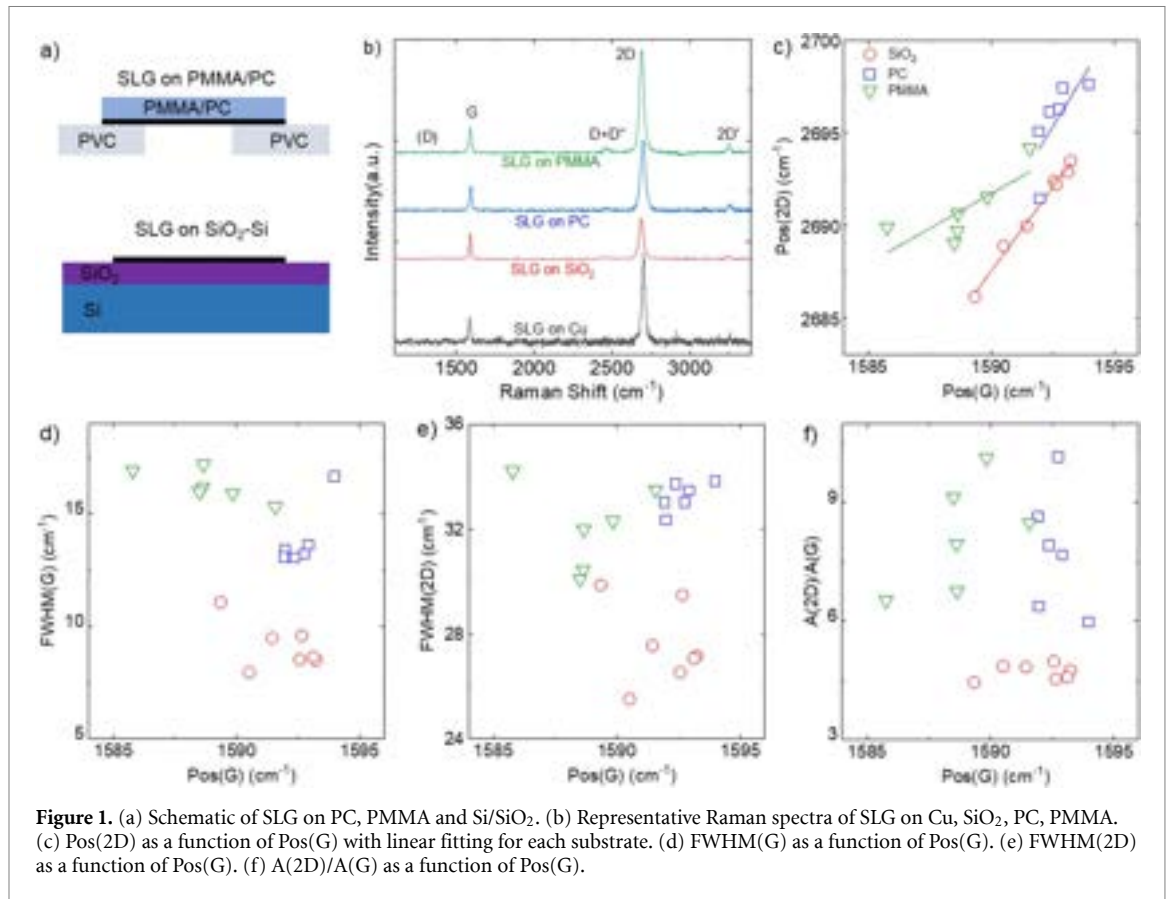 a)
SLG on PMMA/PC
PMMA/PC
PVC
PVC
SLG on SiO₂-Si
SiO₂
Si
b)
2D
G
(D)
D+D''
2D'
SLG on PMMA
SLG on PC
SLG on SiO₂
SLG on Cu
Intensity(a.u.)
1500
2000
2500
3000
Raman Shift (cm⁻¹)
c)
SiO₂
PC
PMMA
2700
2695
2690
2685
Pos(2D) (cm⁻¹)
1585
1590
1595
Pos(G) (cm⁻¹)
d)
15
10
5
FWHM(G) (cm⁻¹)
1585
1590
1595
Pos(G) (cm⁻¹)
e)
36
32
28
24
FWHM(2D) (cm⁻¹)
1585
1590
1595
Pos(G) (cm⁻¹)
f)
9
6
3
A(2D)/A(G)
1585
1590
1595
Pos(G) (cm⁻¹)
Figure 1. (a) Schematic of SLG on PC, PMMA and Si/SiO₂. (b) Representative Raman spectra of SLG on Cu, SiO₂, PC, PMMA.
(c) Pos(2D) as a function of Pos(G) with linear fitting for each substrate. (d) FWHM(G) as a function of Pos(G). (e) FWHM(2D)
as a function of Pos(G). (f) A(2D)/A(G) as a function of Pos(G).